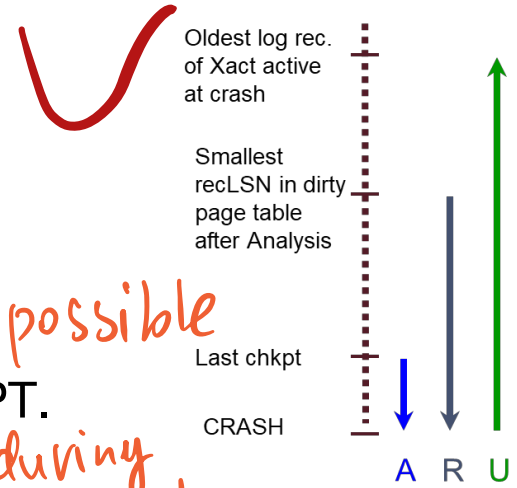 Oldest log rec.
of Xact active
at crash
Smallest
recLSN in dirty
page table
after Analysis
possible
Last chkpt
PT.
CRASH
during
A R U